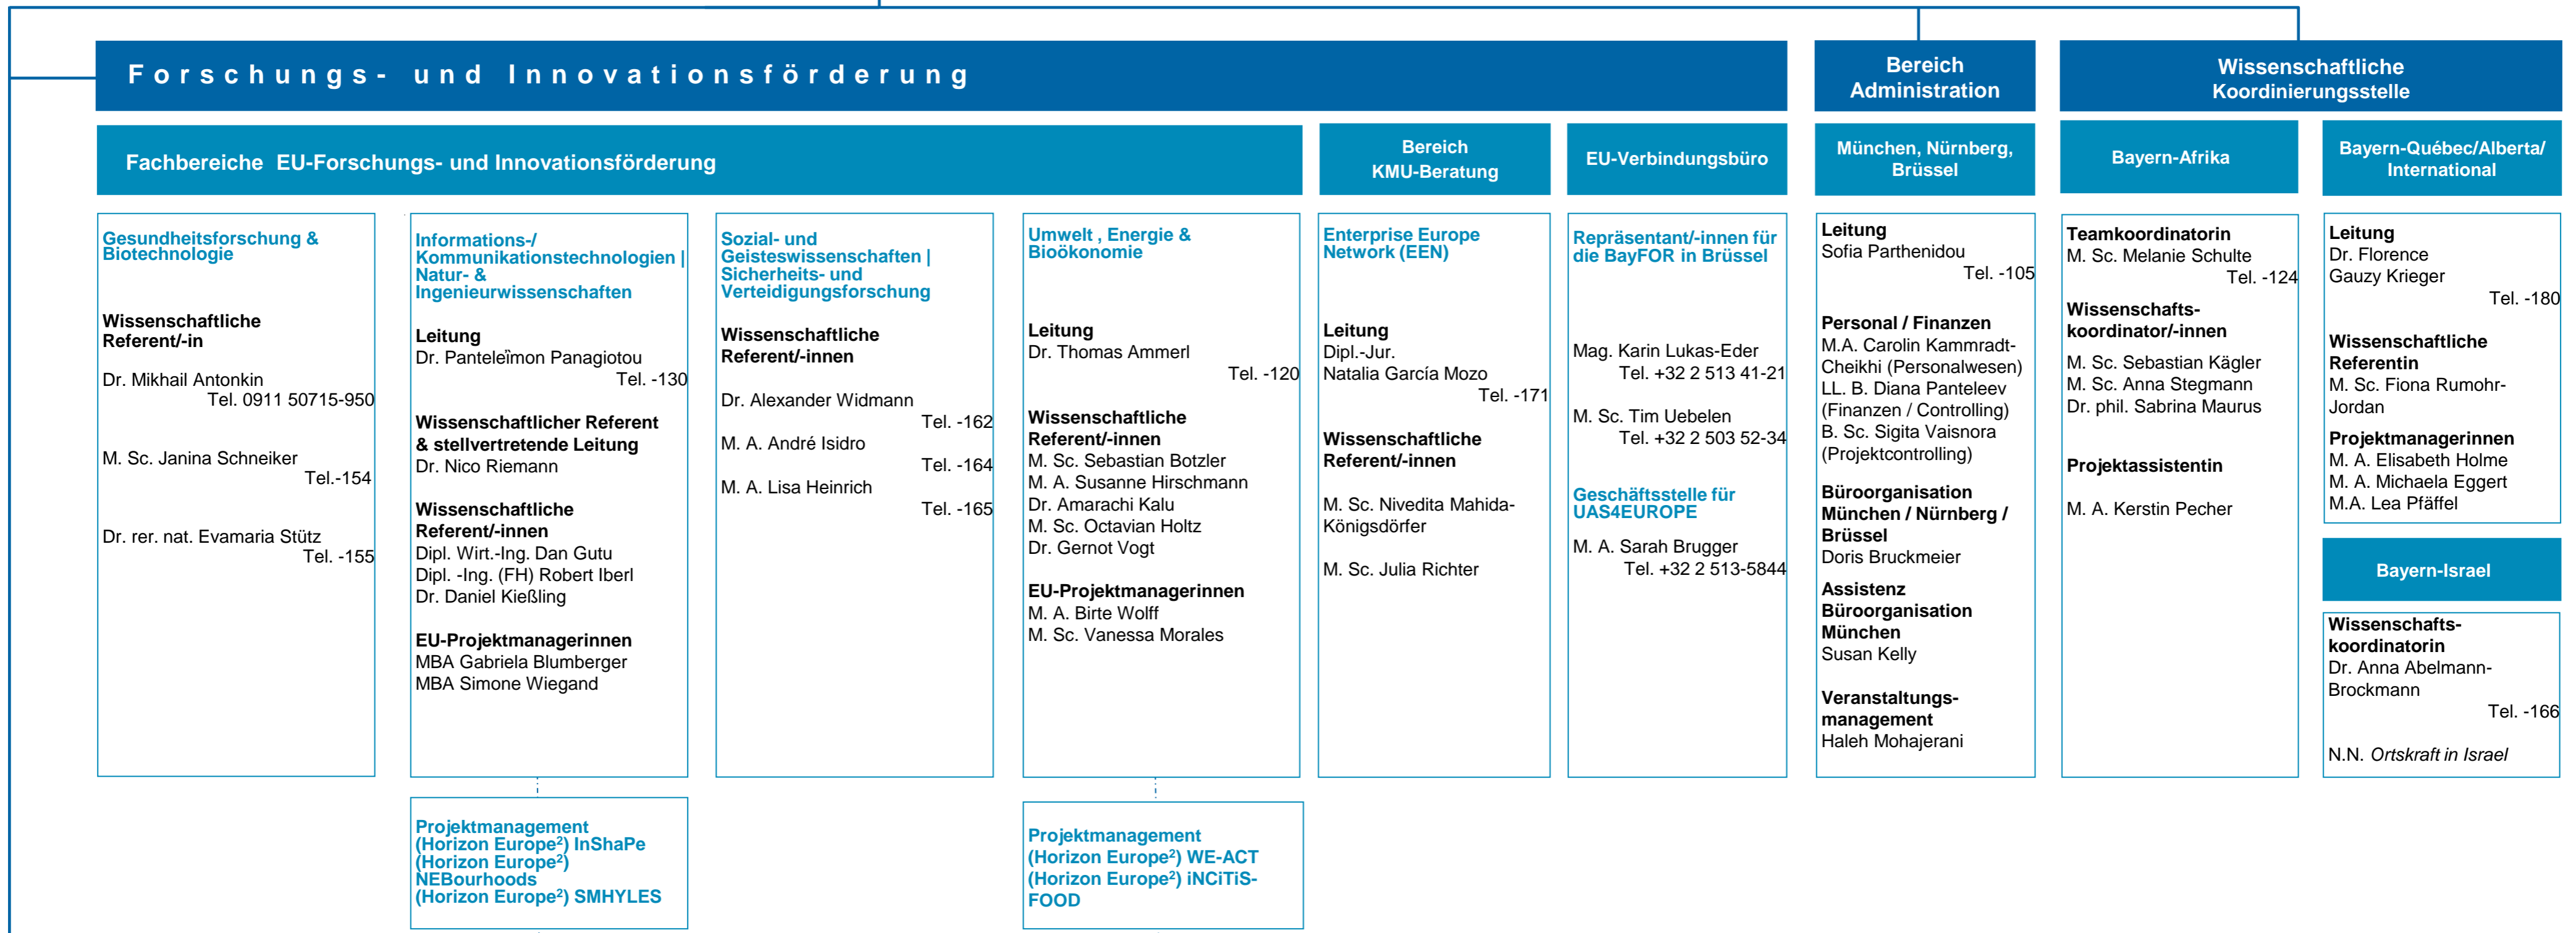 Forschungs- und Innovationsförderung
Bereich
Administration
Wissenschaftliche
Koordinierungsstelle
Fachbereiche EU-Forschungs- und Innovationsförderung
Bereich
KMU-Beratung
EU-Verbindungsbüro
München, Nürnberg,
Brüssel
Bayern-Afrika
Bayern-Québec/Alberta/
International
Gesundheitsforschung &
Biotechnologie
Wissenschaftliche
Referent/-in
Dr. Mikhail Antonkin
Tel. 0911 50715-950
M. Sc. Janina Schneiker
Tel.-154
Dr. rer. nat. Evamaria Stütz
Tel. -155
Informations-/
Kommunikationstechnologien |
Natur- &
Ingenieurwissenschaften
Leitung
Dr. Panteleïmon Panagiotou
Tel. -130
Wissenschaftlicher Referent
& stellvertretende Leitung
Dr. Nico Riemann
Wissenschaftliche
Referent/-innen
Dipl. Wirt.-Ing. Dan Gutu
Dipl. -Ing. (FH) Robert Iberl
Dr. Daniel Kießling
EU-Projektmanagerinnen
MBA Gabriela Blumberger
MBA Simone Wiegand
Projektmanagement
(Horizon Europe²) InShaPe
(Horizon Europe²)
NEBourhoods
(Horizon Europe²) SMHYLES
Sozial- und
Geisteswissenschaften |
Sicherheits- und
Verteidigungsforschung
Wissenschaftliche
Referent/-innen
Dr. Alexander Widmann
Tel. -162
M. A. André Isidro
Tel. -164
M. A. Lisa Heinrich
Tel. -165
Umwelt , Energie &
Bioökonomie
Leitung
Dr. Thomas Ammerl
Tel. -120
Wissenschaftliche
Referent/-innen
M. Sc. Sebastian Botzler
M. A. Susanne Hirschmann
Dr. Amarachi Kalu
M. Sc. Octavian Holtz
Dr. Gernot Vogt
EU-Projektmanagerinnen
M. A. Birte Wolff
M. Sc. Vanessa Morales
Projektmanagement
(Horizon Europe²) WE-ACT
(Horizon Europe²) iNCiTiS-
FOOD
Enterprise Europe
Network (EEN)
Leitung
Dipl.-Jur.
Natalia García Mozo
Tel. -171
Wissenschaftliche
Referent/-innen
M. Sc. Nivedita Mahida-
Königsdörfer
M. Sc. Julia Richter
Repräsentant/-innen für
die BayFOR in Brüssel
Mag. Karin Lukas-Eder
Tel. +32 2 513 41-21
M. Sc. Tim Uebelen
Tel. +32 2 503 52-34
Geschäftsstelle für
UAS4EUROPE
M. A. Sarah Brugger
Tel. +32 2 513-5844
Leitung
Sofia Parthenidou
Tel. -105
Personal / Finanzen
M.A. Carolin Kammradt-
Cheikhi (Personalwesen)
LL. B. Diana Panteleev
(Finanzen / Controlling)
B. Sc. Sigita Vaisnora
(Projektcontrolling)
Büroorganisation
München / Nürnberg /
Brüssel
Doris Bruckmeier
Assistenz
Büroorganisation
München
Susan Kelly
Veranstaltungs-
management
Haleh Mohajerani
Teamkoordinatorin
M. Sc. Melanie Schulte
Tel. -124
Wissenschafts-
koordinator/-innen
M. Sc. Sebastian Kägler
M. Sc. Anna Stegmann
Dr. phil. Sabrina Maurus
Projektassistentin
M. A. Kerstin Pecher
Leitung
Dr. Florence
Gauzy Krieger
Tel. -180
Wissenschaftliche
Referentin
M. Sc. Fiona Rumohr-
Jordan
Projektmanagerinnen
M. A. Elisabeth Holme
M. A. Michaela Eggert
M.A. Lea Pfäffel
Bayern-Israel
Wissenschafts-
koordinatorin
Dr. Anna Abelmann-
Brockmann
Tel. -166
N.N. Ortskraft in Israel